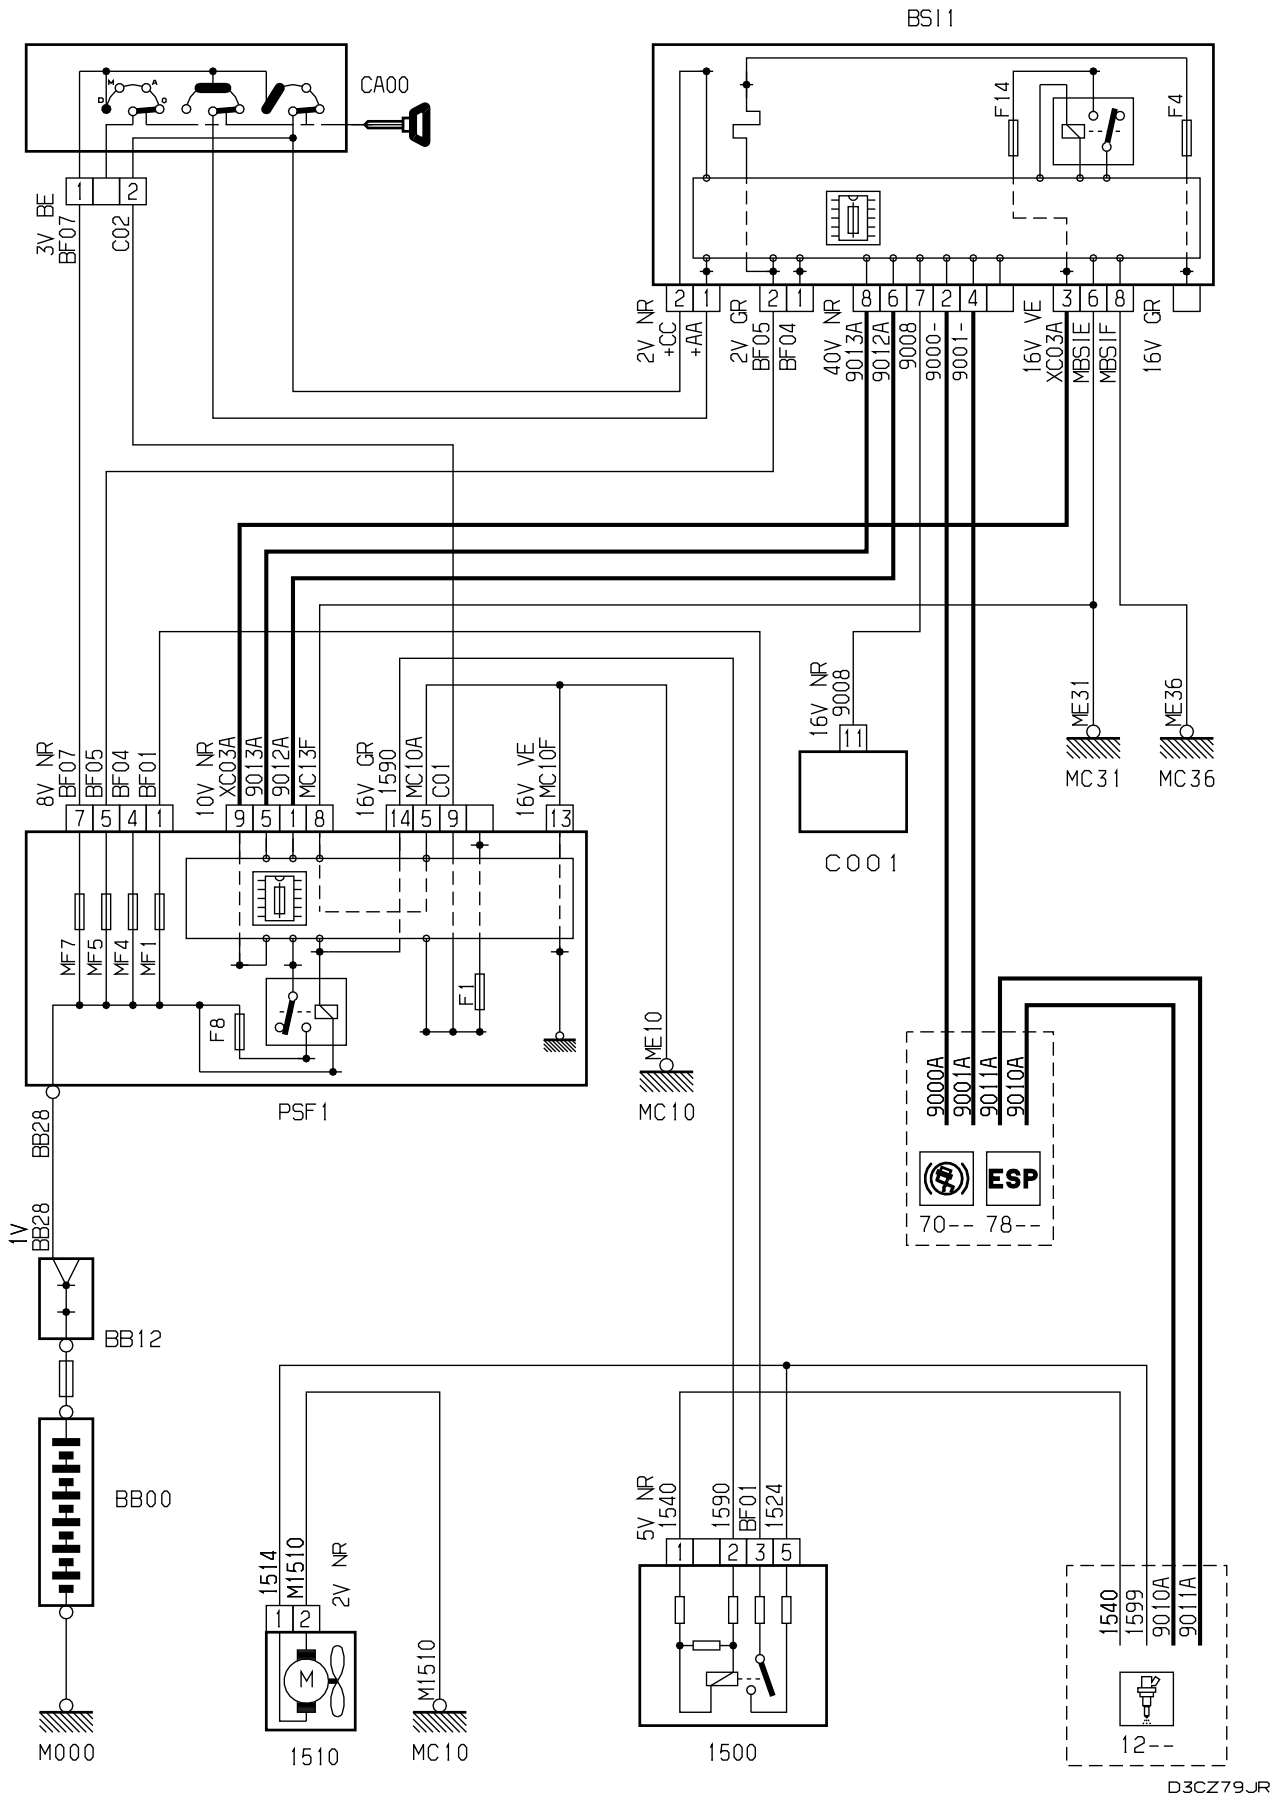 BSI1
CA00
M A
D O
1 2
3V BE
BF07
C02
F14
F4
2 1 2 1 8 6 7 2 4 3 6 8
2V NR
+CC
+AA
2V GR
BF05
BF04
40V NR
9013A
9012A
9008
9000-
9001-
16V VE
XC03A
MBSIE
MBSIF
16V GR
16V NR
9008
11
C001
ME31
MC31
ME36
MC36
8V NR
BF07
BF05
BF04
BF01
10V NR
XC03A
9013A
9012A
MC13F
16V GR
1590
MC10A
C01
16V VE
MC10F
7 5 4 1 9 5 1 8 14 5 9 13
MF7
MF5
MF4
MF1
F8
F1
PSF1
ME10
MC10
9000A
9001A
9011A
9010A
ESP
70-- 78--
BB28
1V
BB28
BB12
BB00
M000
1514
M1510
2V NR
1 2
M
1510
M1510
MC10
5V NR
1540
1590
BF01
1524
1 2 3 5
1500
1540
1599
9010A
9011A
12--
D3CZ79JR